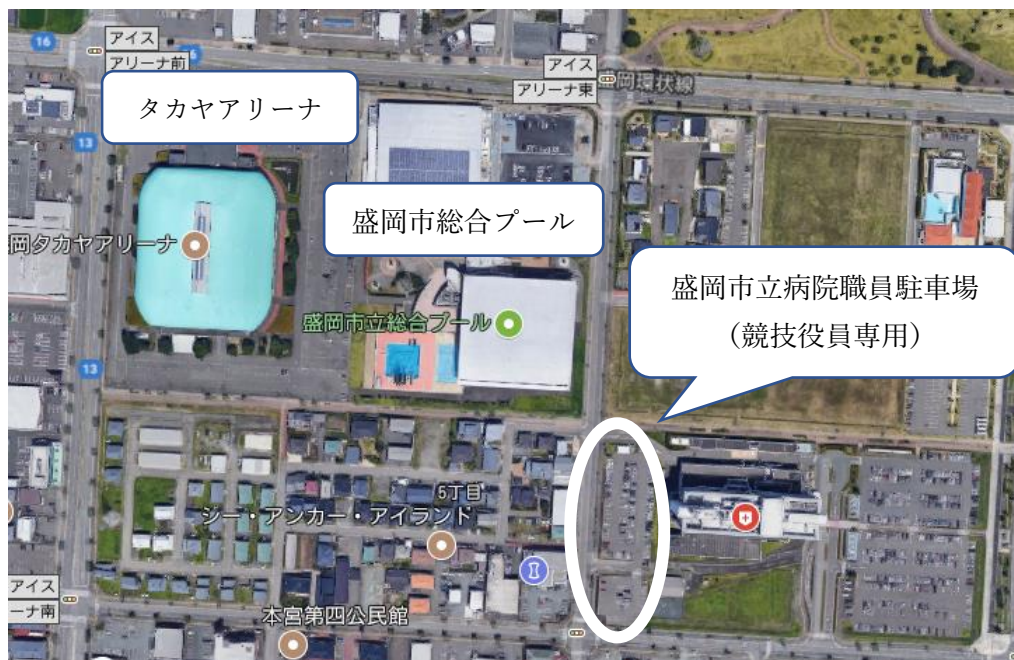 16
アイス
アリーナ前
タカヤアリーナ
アイス
アリーナ東
盛岡環状線
13
盛岡市総合プール
岡タカヤアリーナ
盛岡市立病院職員駐車場
（競技役員専用）
盛岡市立総合プール
13
5丁目
シー・アンカー・アイランド
アイス
ーナ南
本宮第四公民館